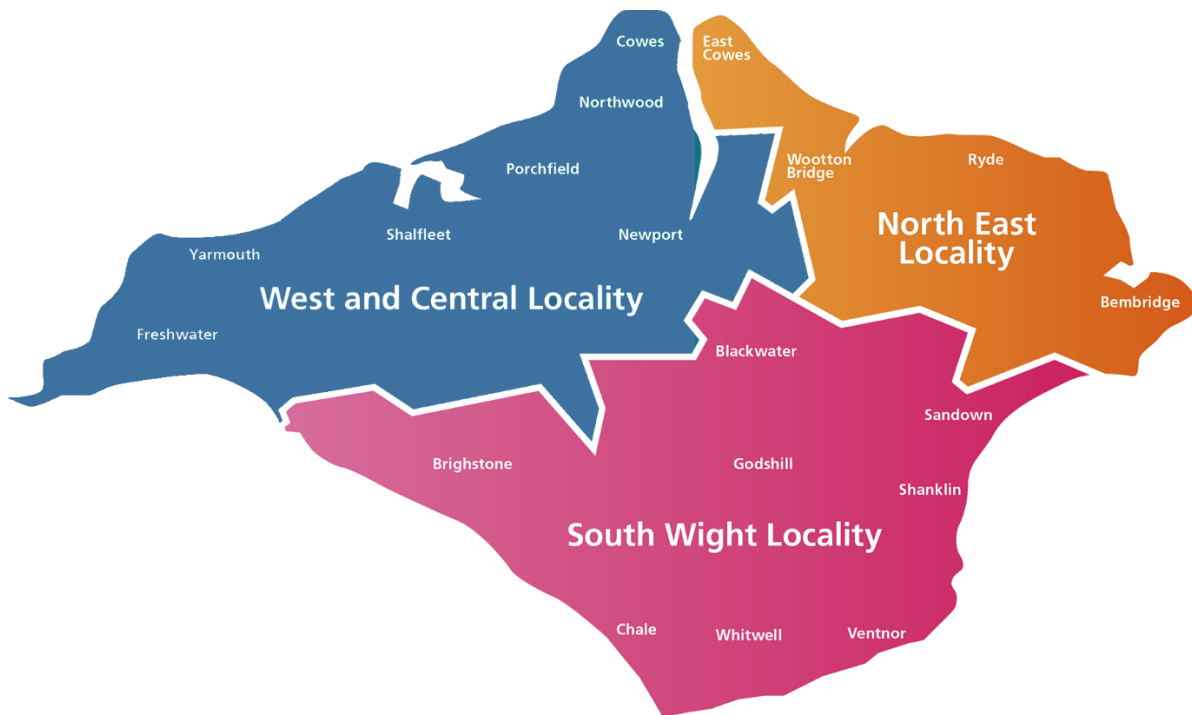 Cowes
East
Cowes
Northwood
Wootton
Bridge
Ryde
Porchfield
North East
Locality
Shalfleet
Newport
Yarmouth
West and Central Locality
Bembridge
Freshwater
Blackwater
Sandown
Brighstone
Godshill
Shanklin
South Wight Locality
Chale
Whitwell
Ventnor